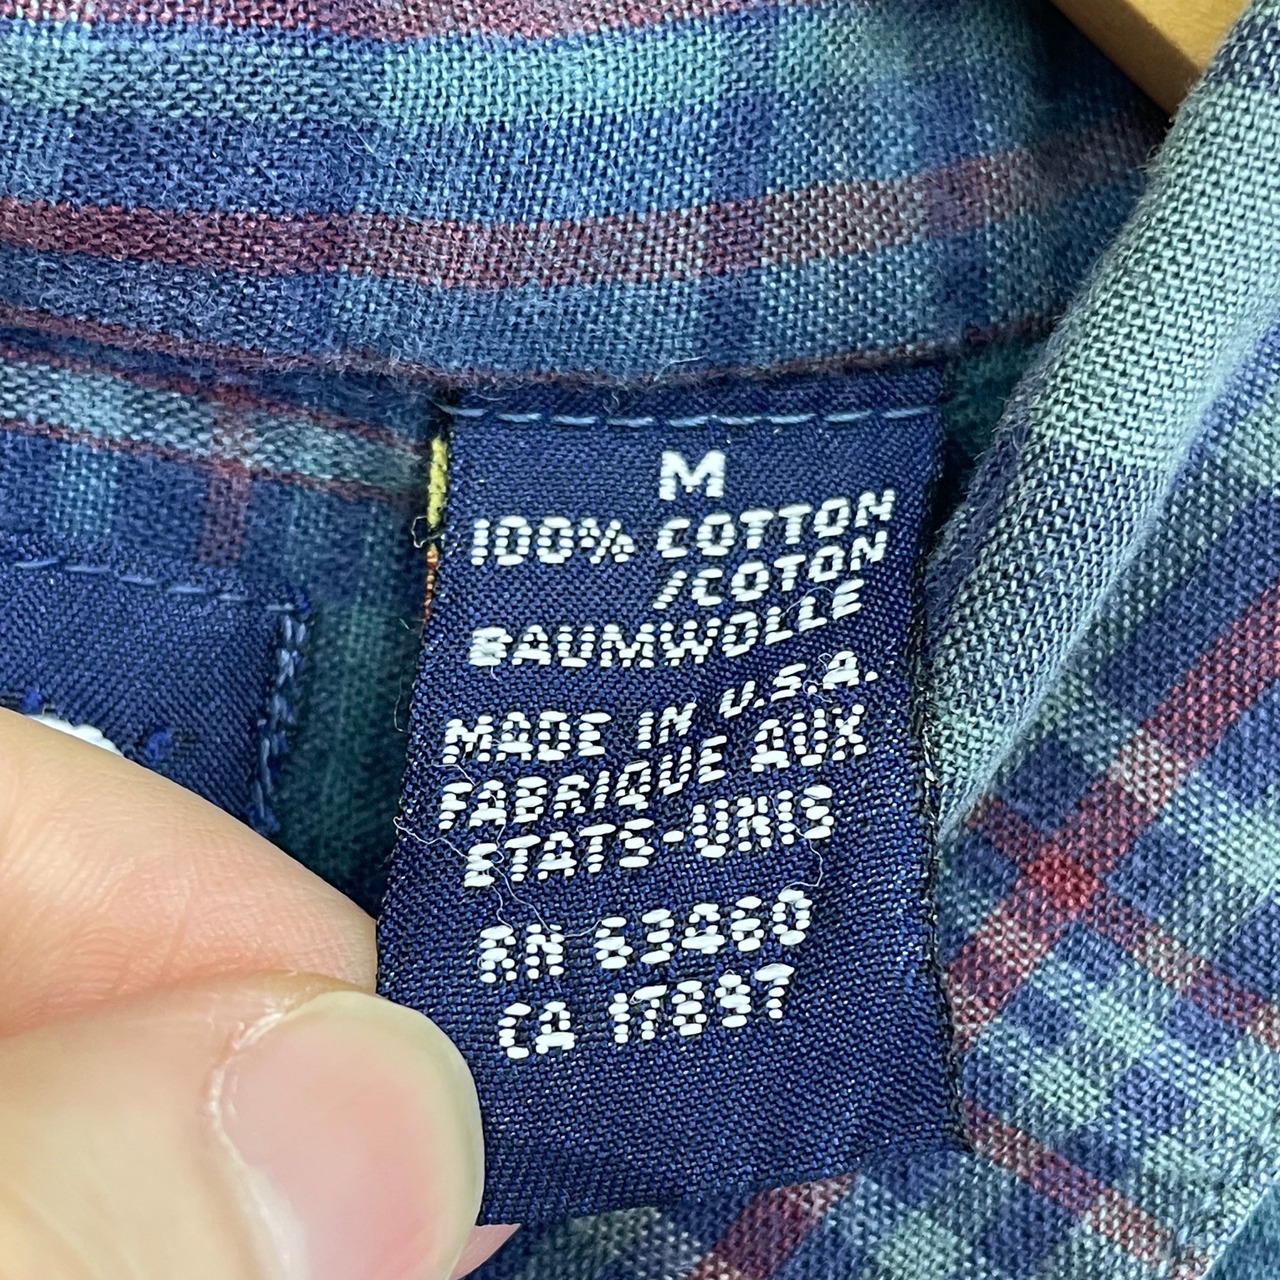 M
100% COTTON
/COTON
BAUMWOLLE
MADE IN U.S.A.
FABRIQUE AUX
ETATS-UNIS
RN 63460
CA 17897